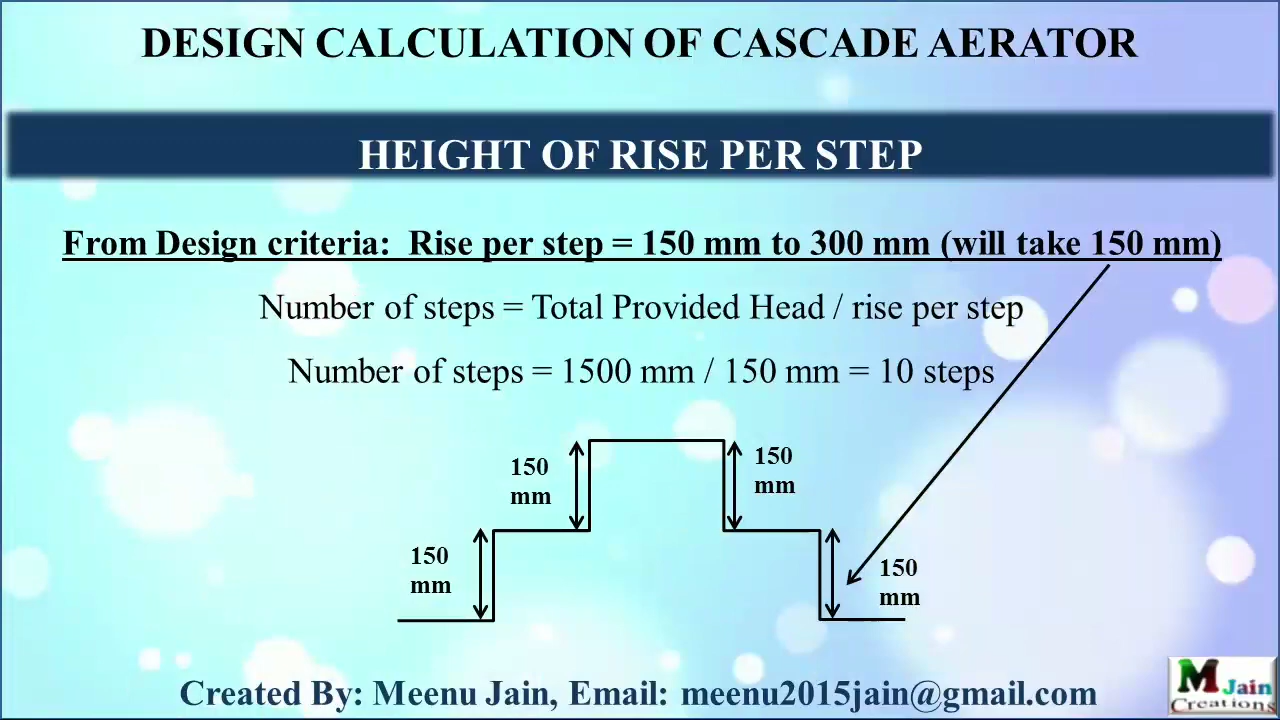 DESIGN CALCULATION OF CASCADE AERATOR
HEIGHT OF RISE PER STEP
From Design criteria: Rise per step = 150 mm to 300 mm (will take 150 mm)
Number of steps = Total Provided Head / rise per step
Number of steps = 1500 mm / 150 mm = 10 steps
150
mm
150
mm
150
mm
150
mm
Created By: Meenu Jain, Email: meenu2015jain@gmail.com
M Jain
Creations